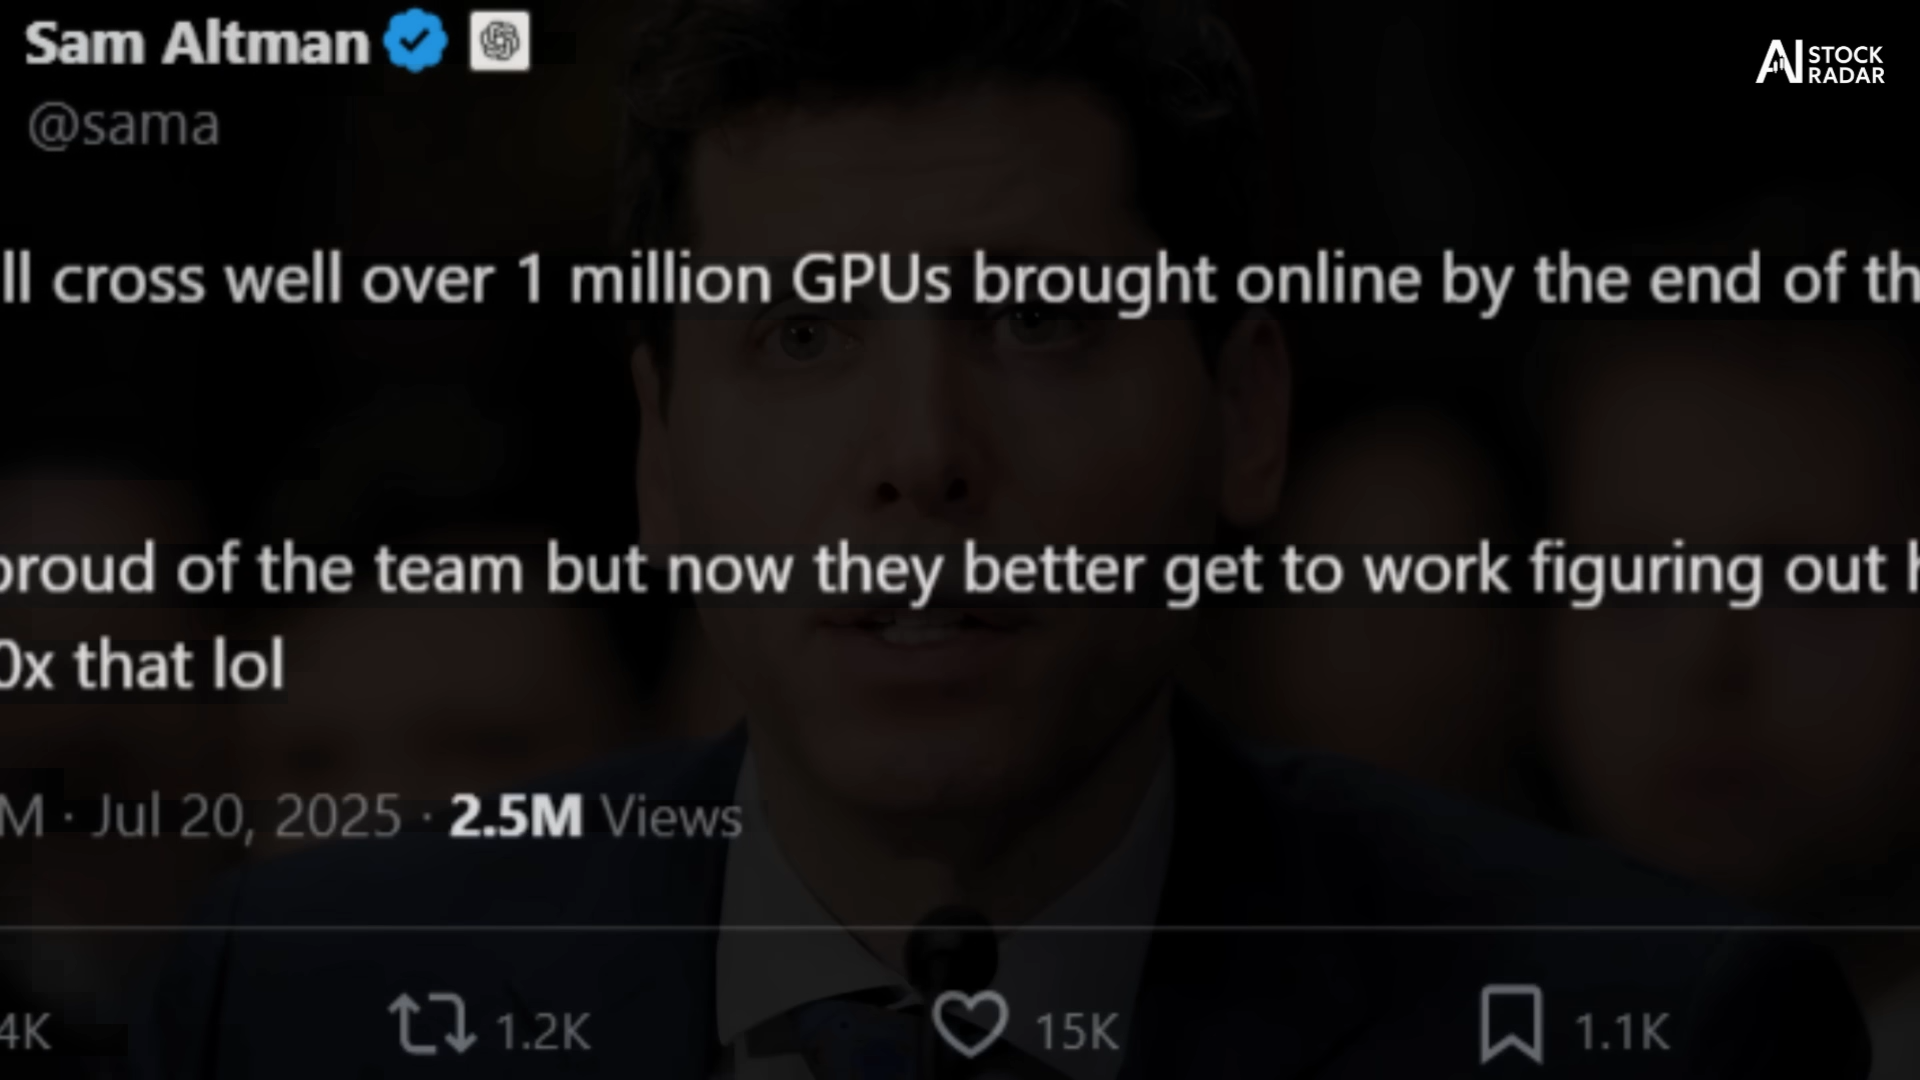 Sam Altman
AI STOCK RADAR
@sama
ll cross well over 1 million GPUs brought online by the end of th
proud of the team but now they better get to work figuring out h
0x that lol
M · Jul 20, 2025 · 2.5M Views
4K 1.2K 15K 1.1K